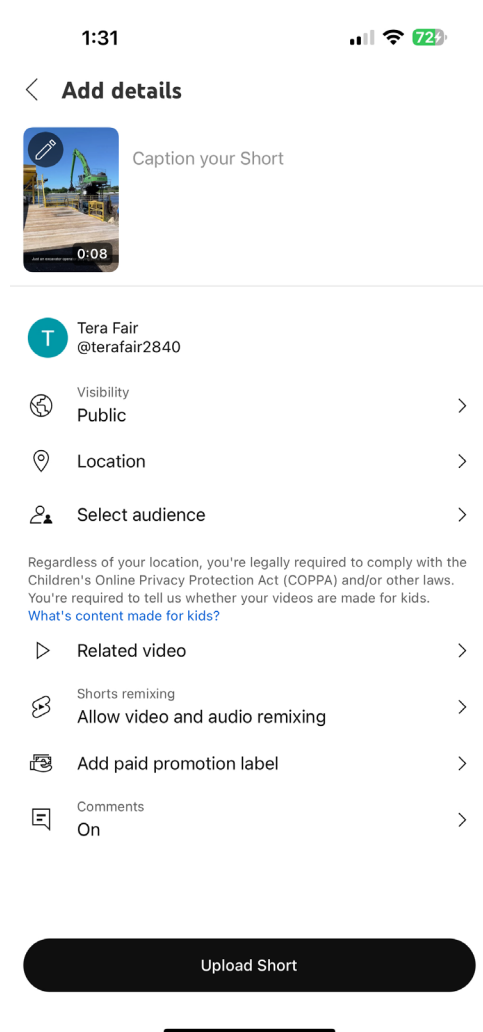 1:31
72
Add details
Caption your Short
0:08
Tera Fair
@terafair2840
Visibility
Public
Location
Select audience
Regardless of your location, you're legally required to comply with the
Children's Online Privacy Protection Act (COPPA) and/or other laws.
You're required to tell us whether your videos are made for kids.
What's content made for kids?
Related video
Shorts remixing
Allow video and audio remixing
Add paid promotion label
Comments
On
Upload Short